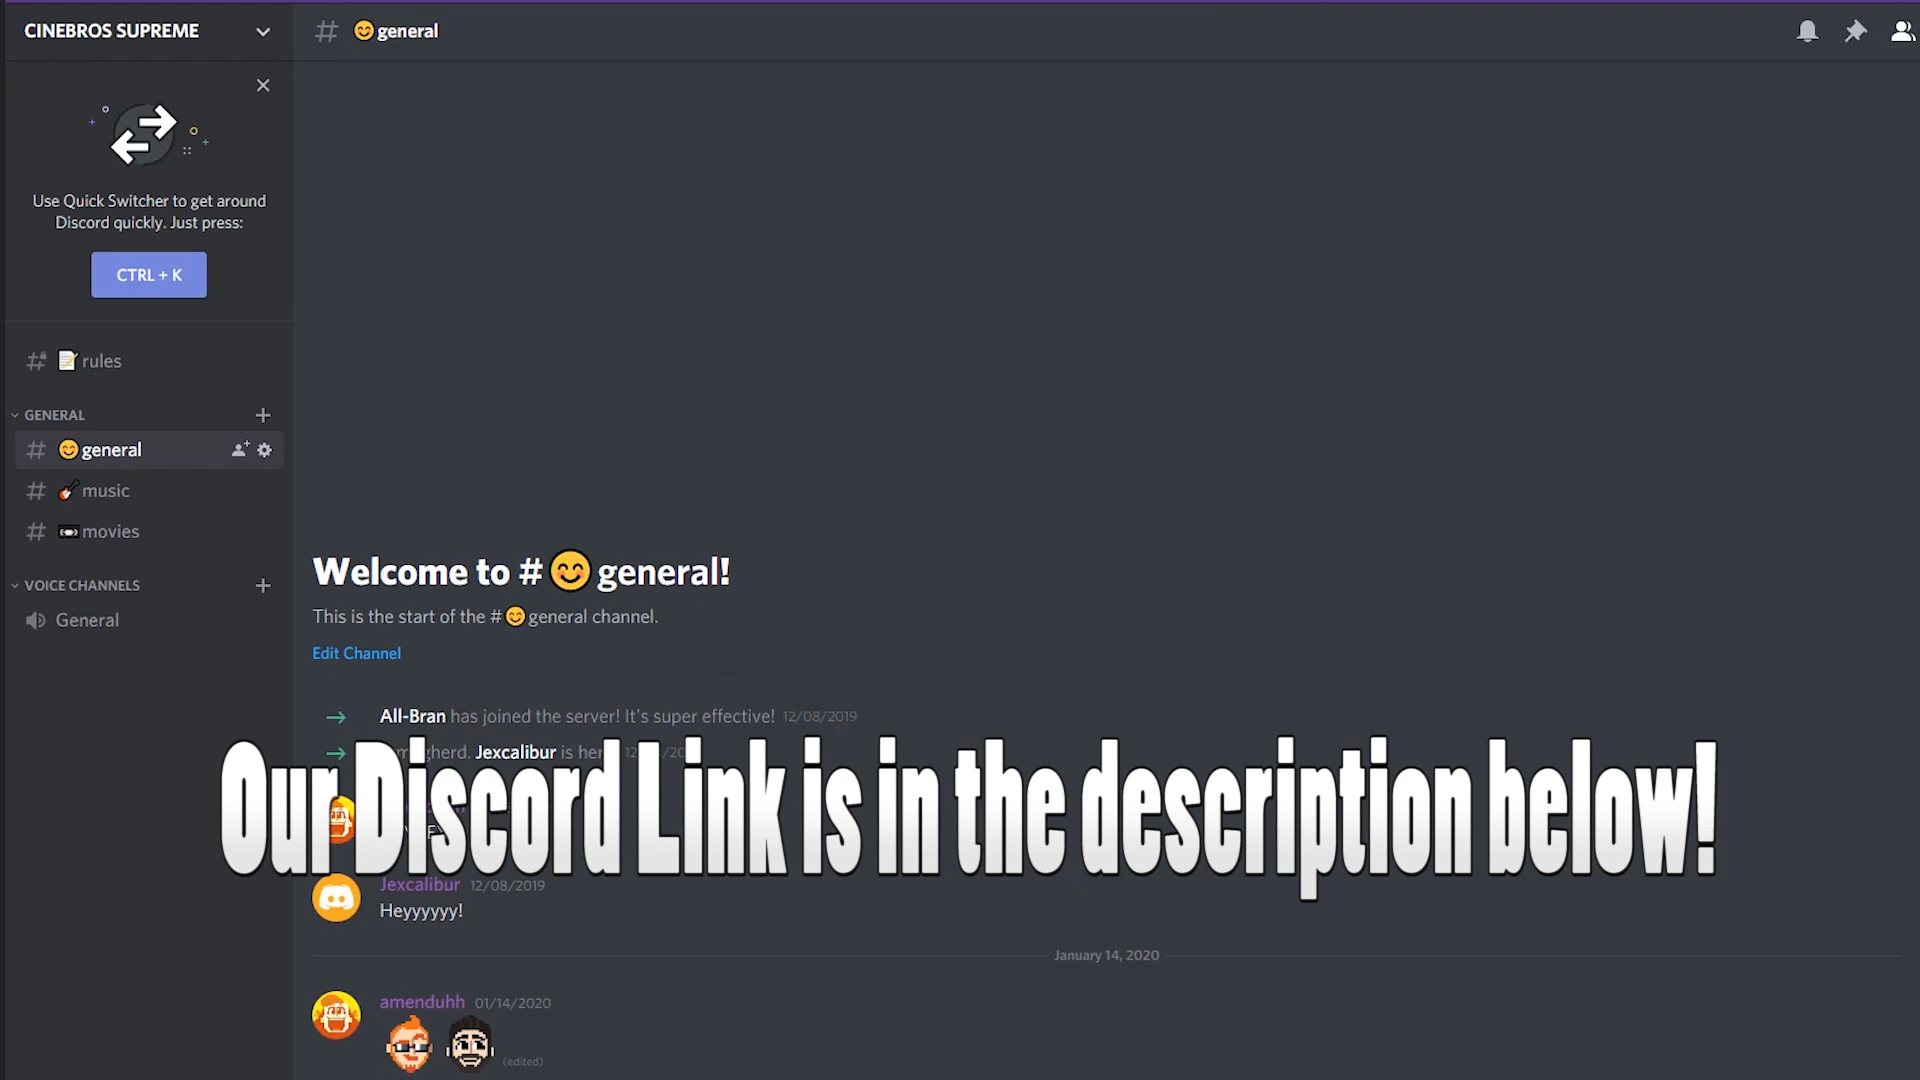 CINEBROS SUPREME
# 😊general
Use Quick Switcher to get around
Discord quickly. Just press:
CTRL + K
# 📝rules
GENERAL
# 😊general
# 🎸music
# 📼movies
VOICE CHANNELS
General
Welcome to #😊general!
This is the start of the #😊general channel.
Edit Channel
All-Bran has joined the server! It's super effective! 12/08/2019
Jexcalibur is
Our Discord Link is in the description below!
Jexcalibur 12/08/2019
Heyyyyyy!
January 14, 2020
amenduhh 01/14/2020
(edited)